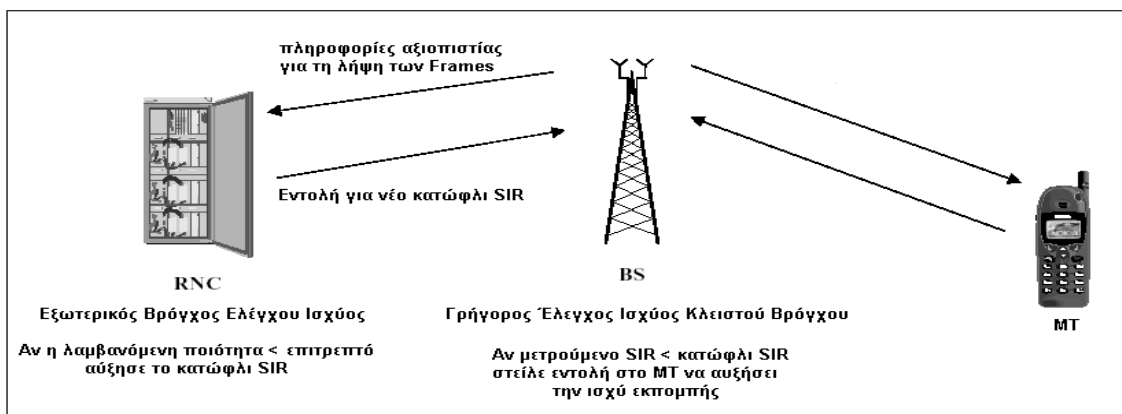 πληροφορίες αξιοπιστίας
για τη λήψη των Frames
Εντολή για νέο κατώφλι SIR
RNC
BS
MT
Εξωτερικός Βρόγχος Ελέγχου Ισχύος
Αν η λαμβανόμενη ποιότητα < επιτρεπτό
αύξησε το κατώφλι SIR
Γρήγορος Έλεγχος Ισχύος Κλειστού Βρόγχου
Αν μετρούμενο SIR < κατώφλι SIR
στείλε εντολή στο MT να αυξήσει
την ισχύ εκπομπής